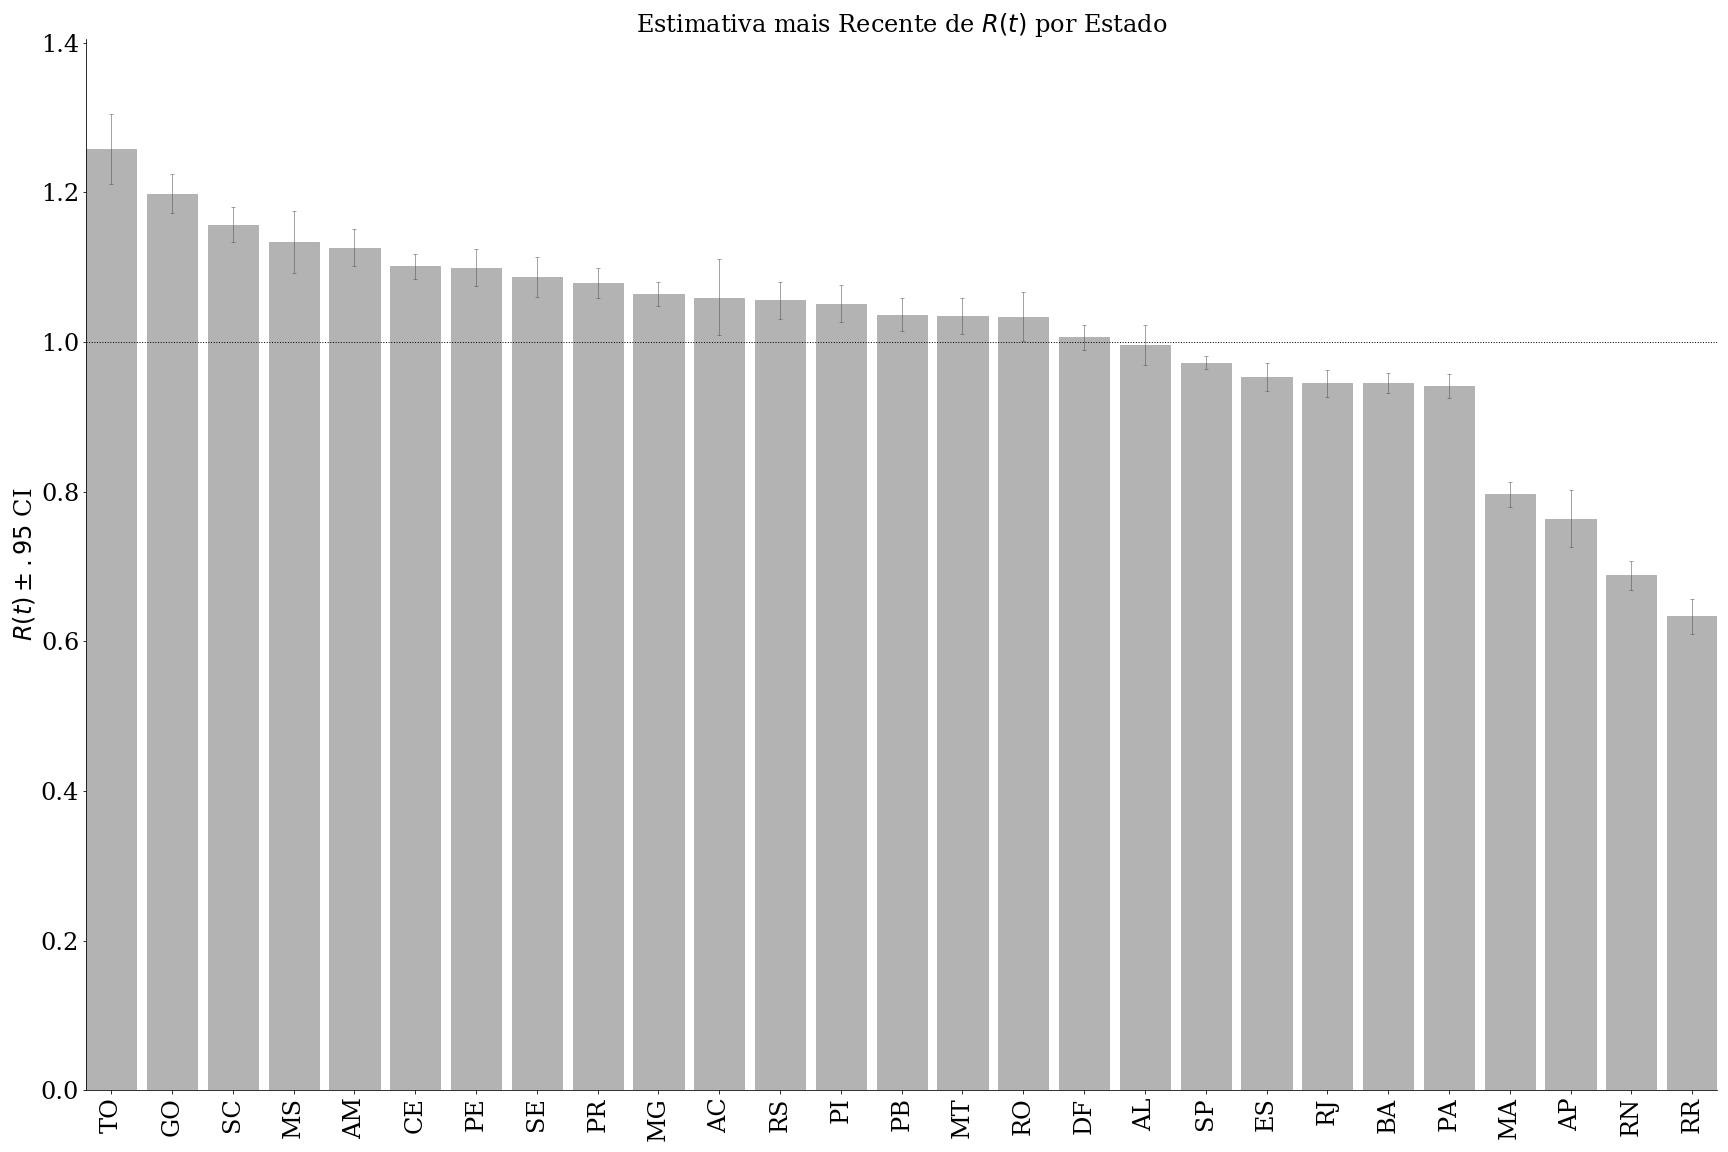 Estimativa mais Recente de R(t) por Estado
R(t) ± .95 CI
1.4
1.2
1.0
0.8
0.6
0.4
0.2
0.0
TO GO SC MS AM CE PE SE PR MG AC RS PI PB MT RO DF AL SP ES RJ BA PA MA AP RN RR